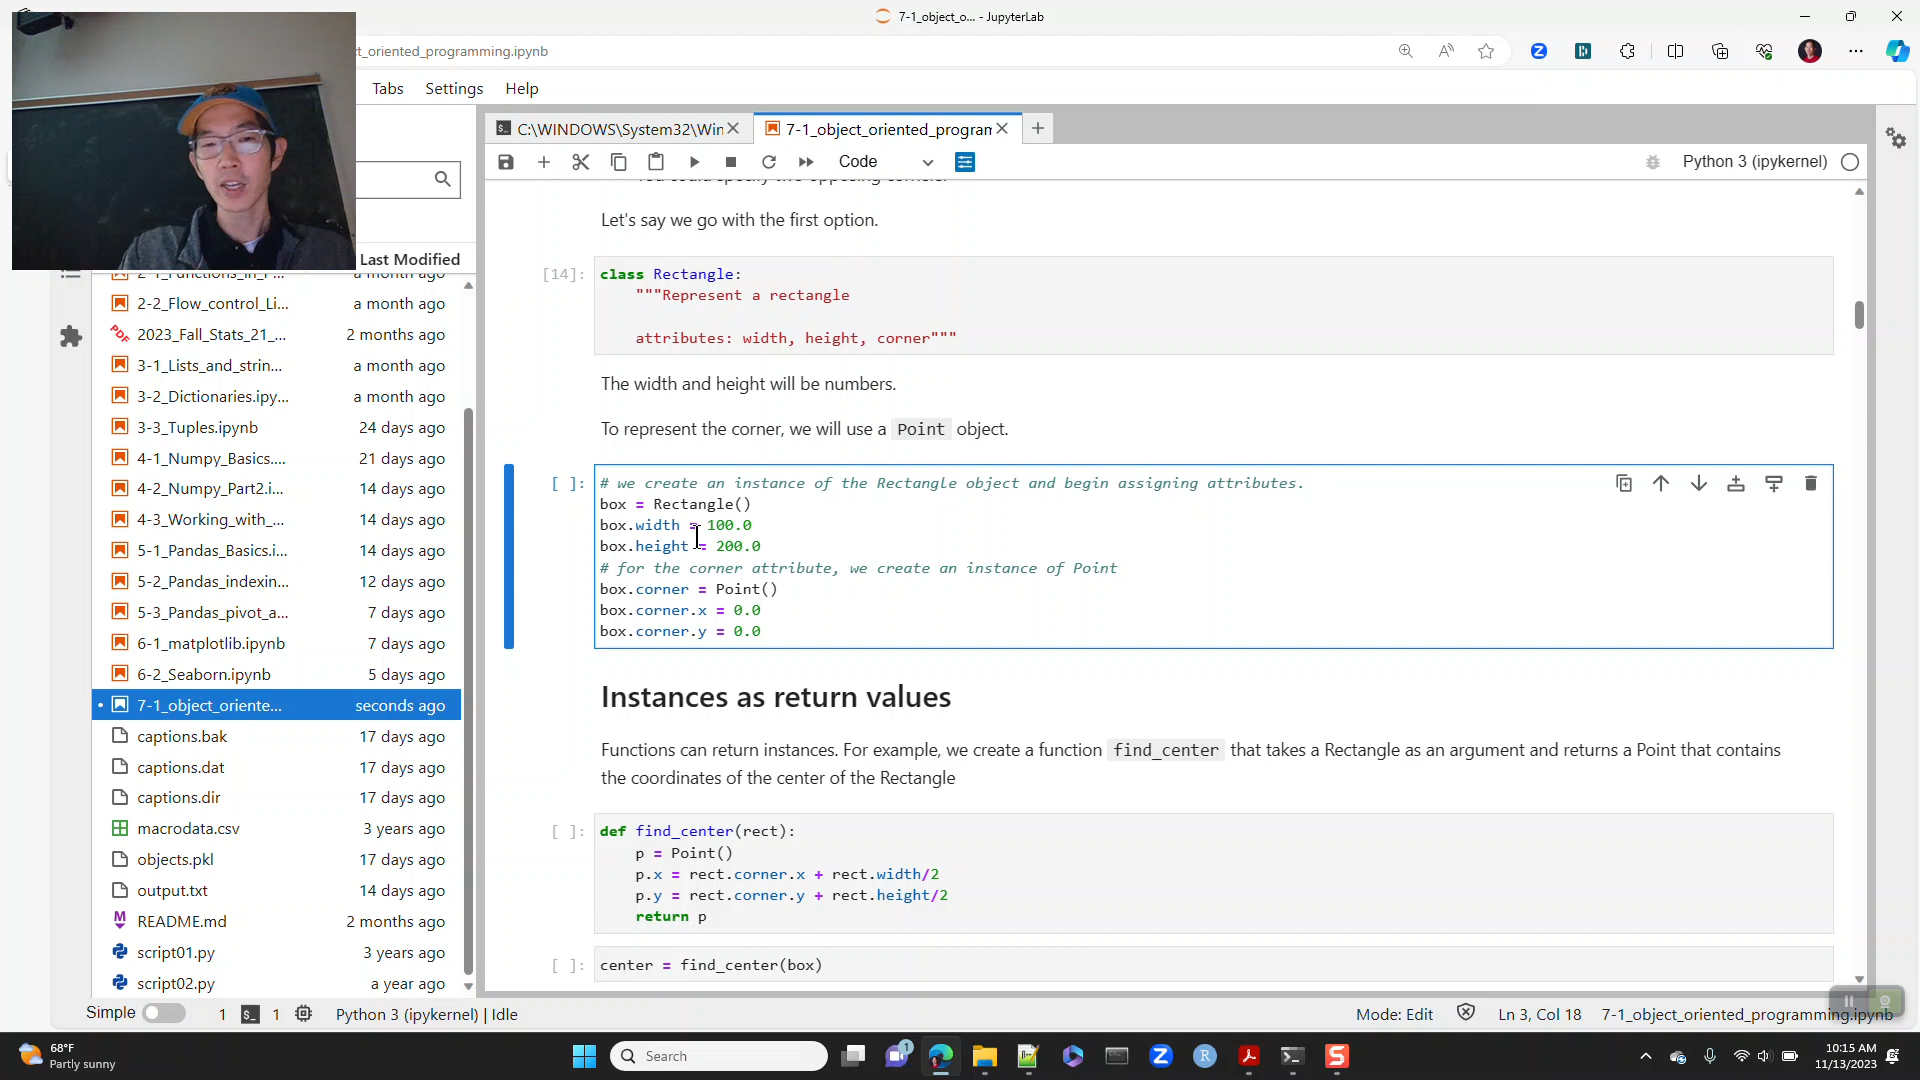 7-1_object_o... - JupyterLab
t_oriented_programming.ipynb
Tabs Settings Help
C:\WINDOWS\System32\Win
7-1_object_oriented_program
Code
Python 3 (ipykernel)
Last Modified
a month ago
2-2_Flow_control_Li... a month ago
2023_Fall_Stats_21_... 2 months ago
3-1_Lists_and_strin... a month ago
3-2_Dictionaries.ipy... a month ago
3-3_Tuples.ipynb 24 days ago
4-1_Numpy_Basics.... 21 days ago
4-2_Numpy_Part2.i... 14 days ago
4-3_Working_with_... 14 days ago
5-1_Pandas_Basics.i... 14 days ago
5-2_Pandas_indexin... 12 days ago
5-3_Pandas_pivot_a... 7 days ago
6-1_matplotlib.ipynb 7 days ago
6-2_Seaborn.ipynb 5 days ago
7-1_object_oriente... seconds ago
captions.bak 17 days ago
captions.dat 17 days ago
captions.dir 17 days ago
macrodata.csv 3 years ago
objects.pkl 17 days ago
output.txt 14 days ago
README.md 2 months ago
script01.py 3 years ago
script02.py a year ago
Let's say we go with the first option.
[14]: class Rectangle:
"""Represent a rectangle
attributes: width, height, corner"""
The width and height will be numbers.
To represent the corner, we will use a Point object.
[ ]: # we create an instance of the Rectangle object and begin assigning attributes.
box = Rectangle()
box.width = 100.0
box.height = 200.0
# for the corner attribute, we create an instance of Point
box.corner = Point()
box.corner.x = 0.0
box.corner.y = 0.0
Instances as return values
Functions can return instances. For example, we create a function find_center that takes a Rectangle as an argument and returns a Point that contains
the coordinates of the center of the Rectangle
[ ]: def find_center(rect):
p = Point()
p.x = rect.corner.x + rect.width/2
p.y = rect.corner.y + rect.height/2
return p
[ ]: center = find_center(box)
Simple 1 1 Python 3 (ipykernel) | Idle
Mode: Edit Ln 3, Col 18 7-1_object_oriented_programming.ipynb
68°F
Partly sunny
Search
10:15 AM
11/13/2023